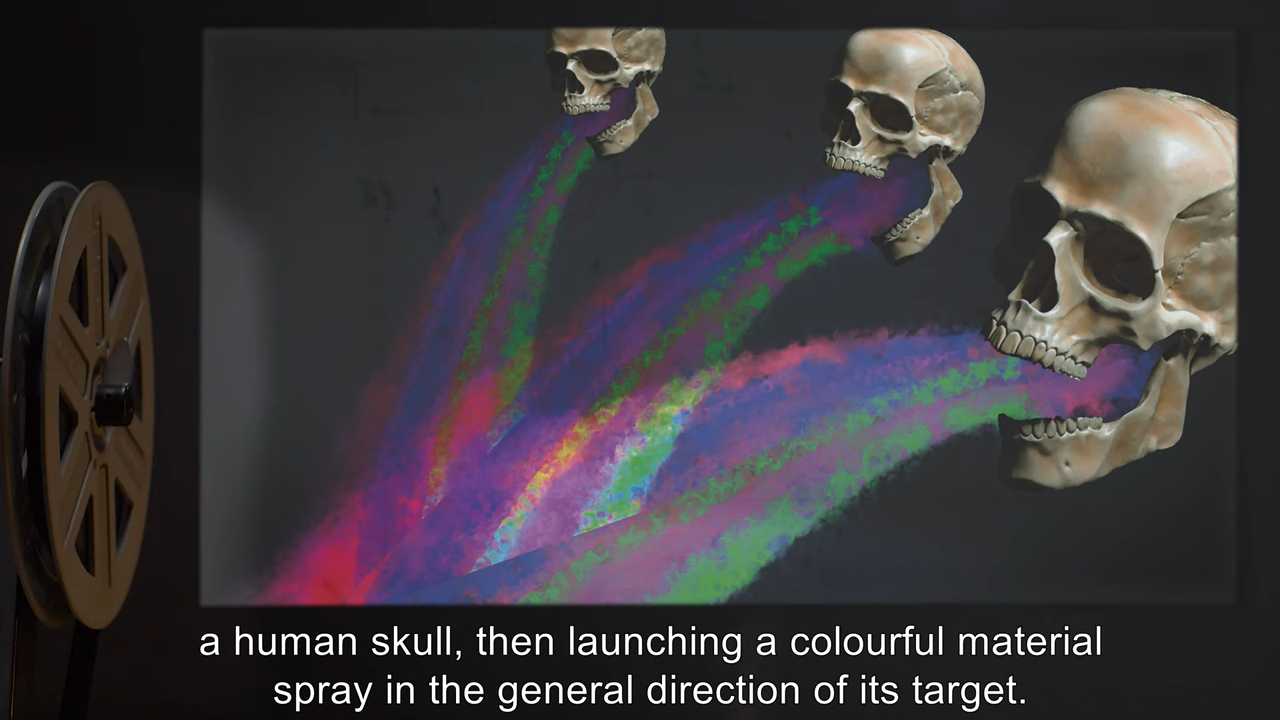 a human skull, then launching a colourful material
spray in the general direction of its target.